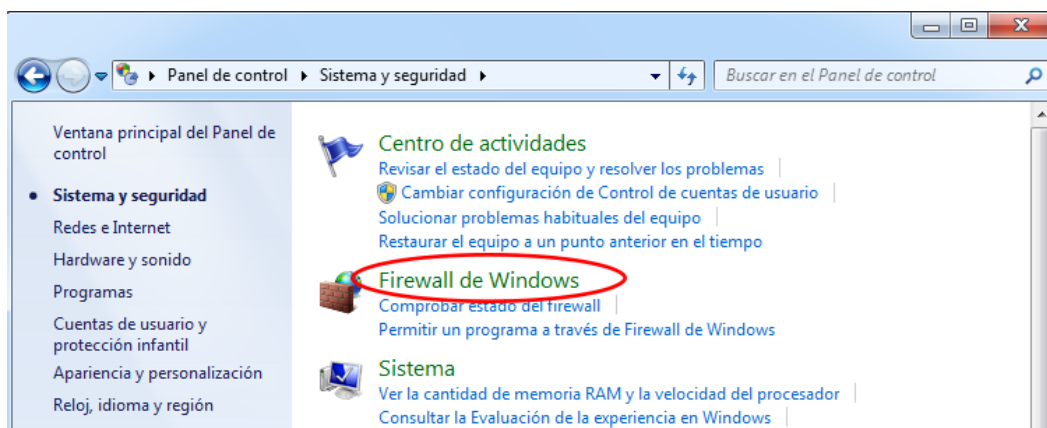 Panel de control Sistema y seguridad
Buscar en el Panel de control
Ventana principal del Panel de
control
Sistema y seguridad
Redes e Internet
Hardware y sonido
Programas
Cuentas de usuario y
protección infantil
Apariencia y personalización
Reloj, idioma y región
Centro de actividades
Revisar el estado del equipo y resolver los problemas
Cambiar configuración de Control de cuentas de usuario
Solucionar problemas habituales del equipo
Restaurar el equipo a un punto anterior en el tiempo
Firewall de Windows
Comprobar estado del firewall
Permitir un programa a través de Firewall de Windows
Sistema
Ver la cantidad de memoria RAM y la velocidad del procesador
Consultar la Evaluación de la experiencia en Windows